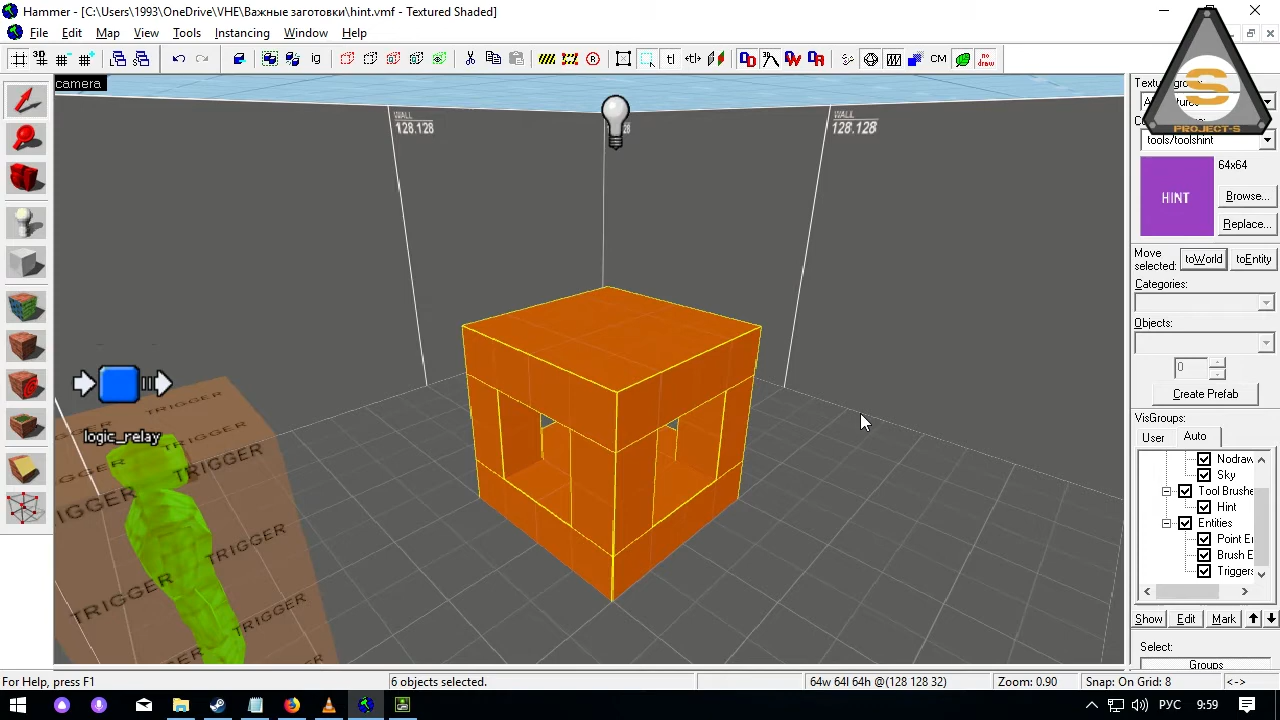 Hammer - [C:\Users\1993\OneDrive\VHE\Важные заготовки\hint.vmf - Textured Shaded]
File Edit Map View Tools Instancing Window Help
camera
WALL
128.128
WALL
128.128
S
PROJECT-S
tools/toolshint
HINT
64x64
Browse...
Replace...
Move selected:
toWorld
toEntity
Categories:
Objects:
0
Create Prefab
VisGroups:
User
Auto
Nodraw
Sky
Tool Brushe
Hint
Entities
Point En
Brush E
Triggers
Show
Edit
Mark
Select:
Groups
logic_relay
TRIGGER
TRIGGER
TRIGGER
TRIGGER
TRIGGER
TRIGGER
TRIGGER
For Help, press F1
6 objects selected.
64w 64l 64h @(128 128 32)
Zoom: 0.90
Snap: On Grid: 8
<->
РУС
9:59